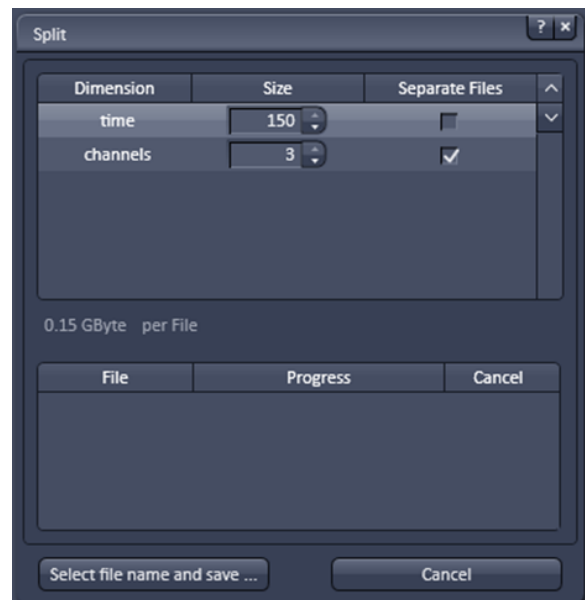 Split ? ×
Dimension Size Separate Files
time 150
channels 3
0.15 GByte per File
File Progress Cancel
Select file name and save ... Cancel